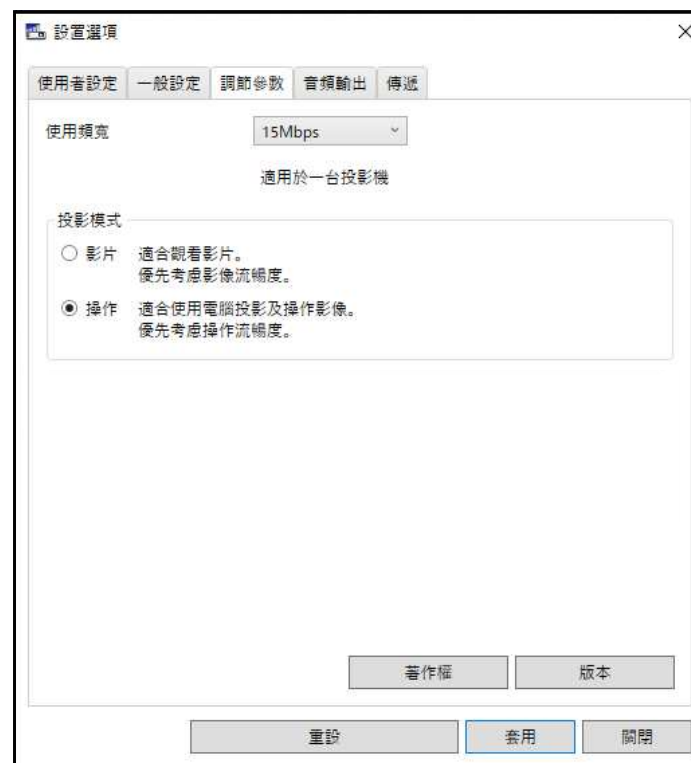 設置選項
使用者設定 一般設定 調節參數 音頻輸出 傳遞
使用頻寬 15Mbps
適用於一台投影機
投影模式
影片 適合觀看影片。
優先考慮影像流暢度。
操作 適合使用電腦投影及操作影像。
優先考慮操作流暢度。
著作權 版本
重設 套用 關閉